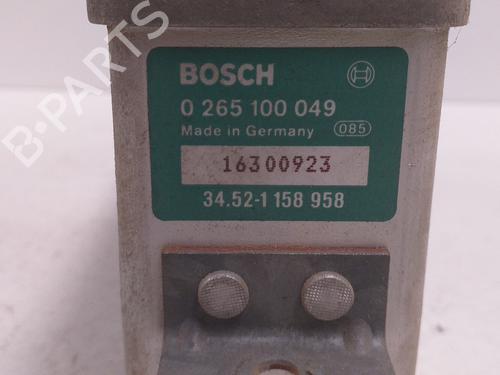 B-PARTS
BOSCH
0 265 100 049
Made in Germany 085
16300923
34.52-1 158 958